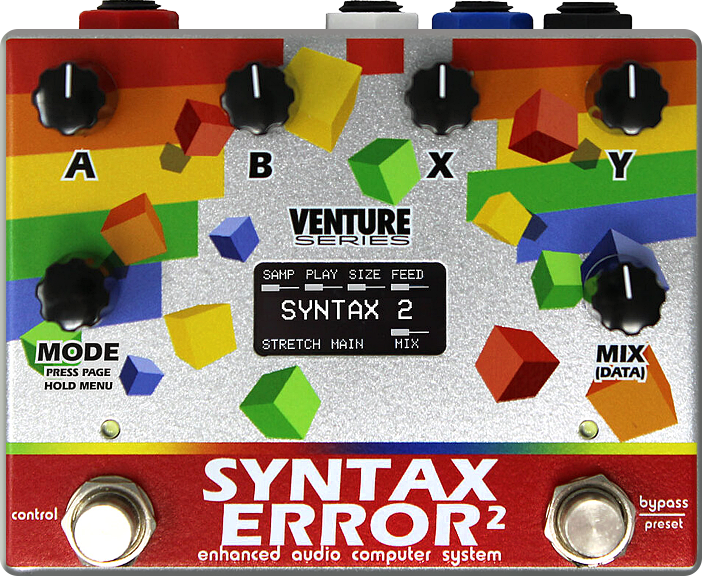 A B X Y
VENTURE
SERIES
SAMP PLAY SIZE FEED
SYNTAX 2
STRETCH MAIN MIX
MODE
PRESS PAGE
HOLD MENU
MIX
(DATA)
SYNTAX
ERROR²
control
bypass
preset
enhanced audio computer system